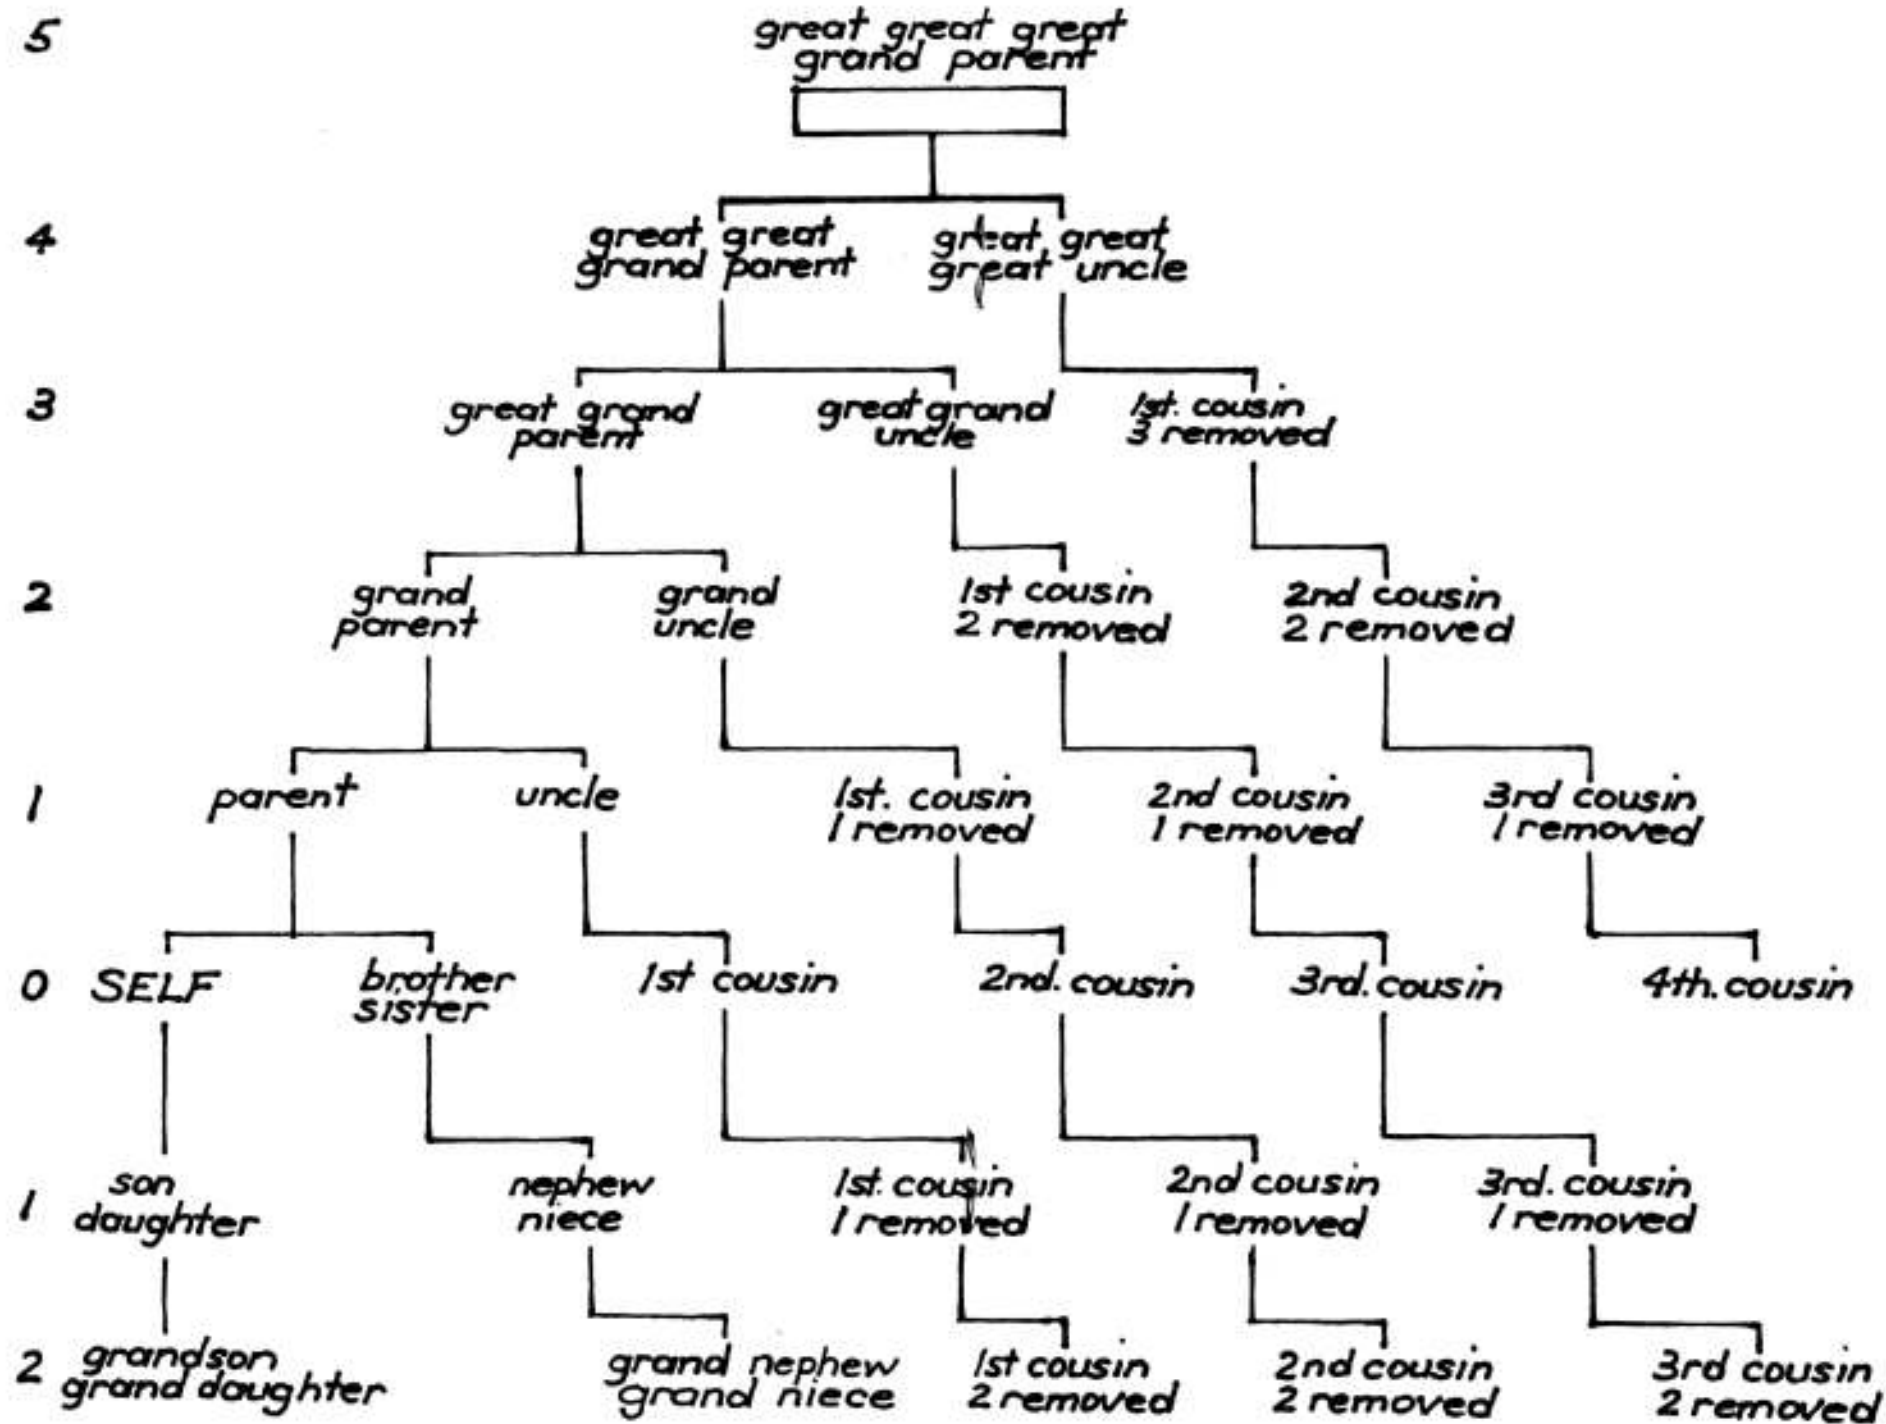 5
great great great
grand parent
4
great great
grand parent
great great
great uncle
3
great grand
parent
great grand
uncle
1st. cousin
3 removed
2
grand
parent
grand
uncle
1st cousin
2 removed
2nd cousin
2 removed
1
parent
uncle
1st. cousin
1 removed
2nd cousin
1 removed
3rd cousin
1 removed
0
SELF
brother
sister
1st cousin
2nd. cousin
3rd. cousin
4th. cousin
1
son
daughter
nephew
niece
1st. cousin
1 removed
2nd cousin
1 removed
3rd. cousin
1 removed
2
grandson
grand daughter
grand nephew
grand niece
1st cousin
2 removed
2nd cousin
2 removed
3rd cousin
2 removed